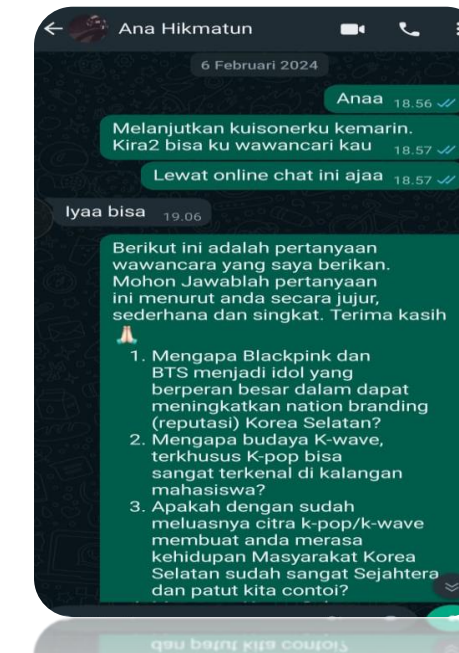 Ana Hikmatun
6 Februari 2024
Anaa 18.56
Melanjutkan kuisonerku kemarin.
Kira2 bisa ku wawancari kau 18.57
Lewat online chat ini ajaa 18.57
Iyaa bisa 19.06
Berikut ini adalah pertanyaan
wawancara yang saya berikan.
Mohon Jawablah pertanyaan
ini menurut anda secara jujur,
sederhana dan singkat. Terima kasih
🙏🏻
1. Mengapa Blackpink dan
BTS menjadi idol yang
berperan besar dalam dapat
meningkatkan nation branding
(reputasi) Korea Selatan?
2. Mengapa budaya K-wave,
terkhusus K-pop bisa
sangat terkenal di kalangan
mahasiswa?
3. Apakah dengan sudah
meluasnya citra k-pop/k-wave
membuat anda merasa
kehidupan Masyarakat Korea
Selatan sudah sangat Sejahtera
dan patut kita contoi?